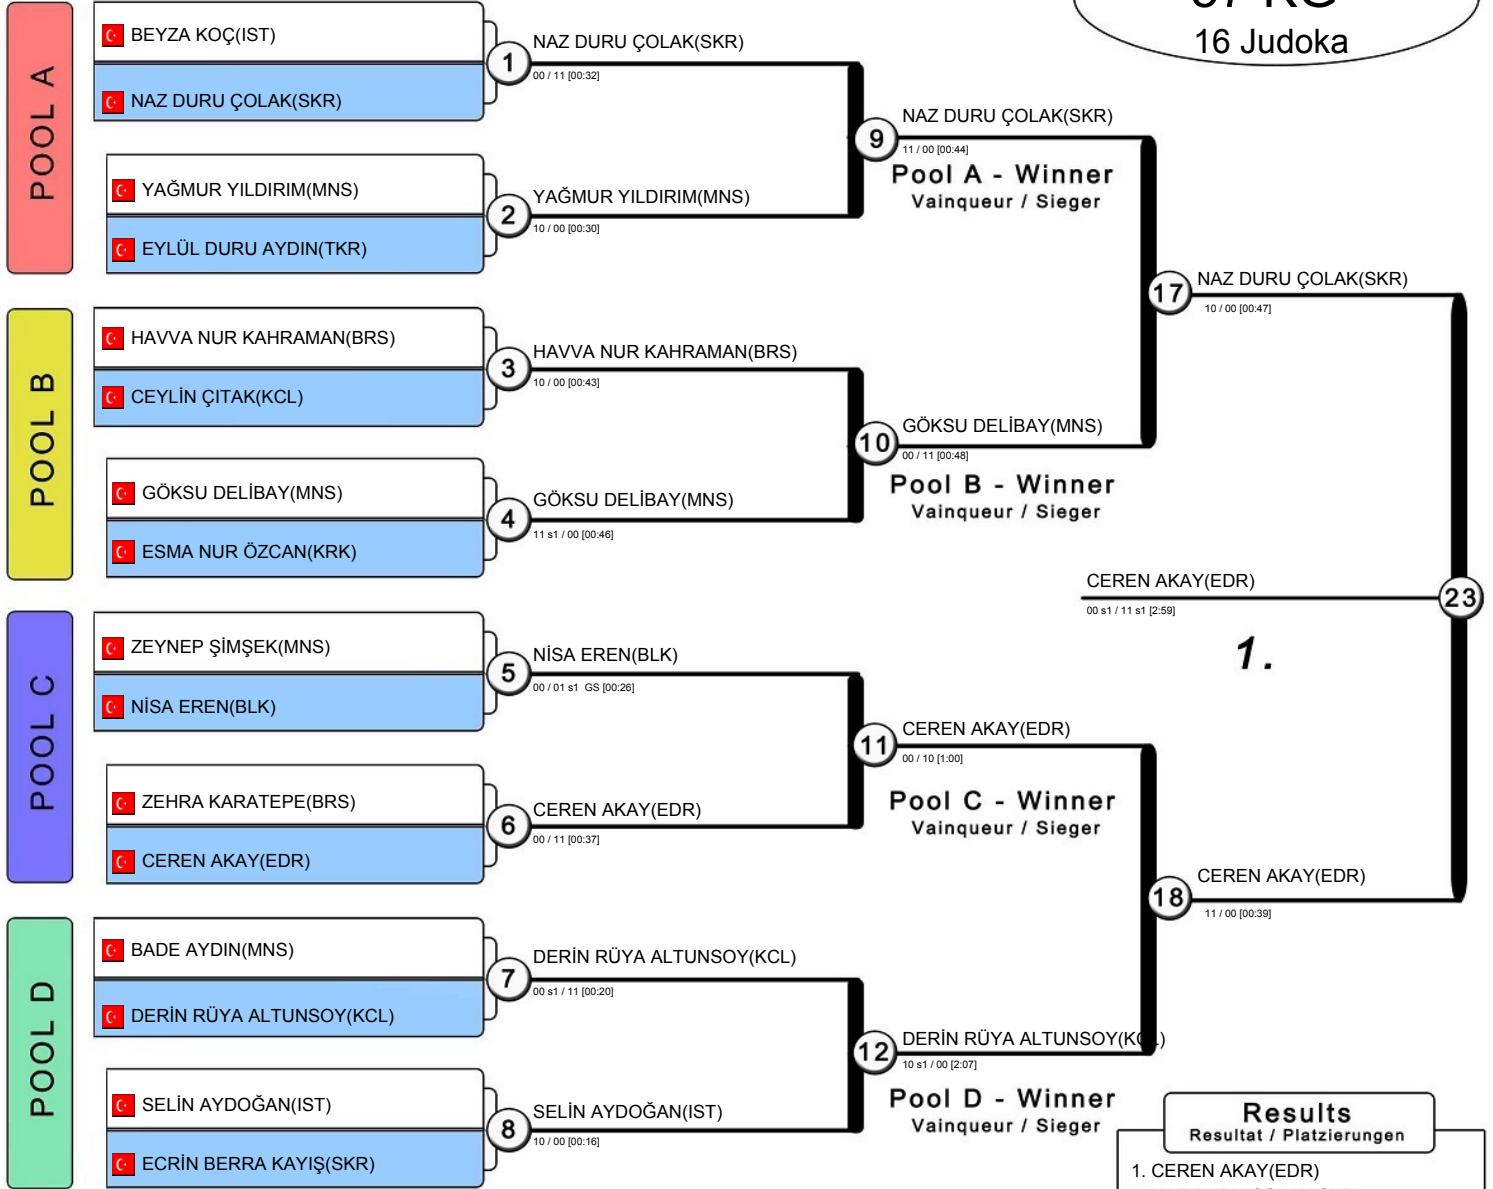 16 Judoka
POOL A
BEYZA KOÇ(IST)
NAZ DURU ÇOLAK(SKR)
1
NAZ DURU ÇOLAK(SKR)
00 / 11 [00:32]
YAĞMUR YILDIRIM(MNS)
EYLÜL DURU AYDIN(TKR)
2
YAĞMUR YILDIRIM(MNS)
10 / 00 [00:30]
9
NAZ DURU ÇOLAK(SKR)
11 / 00 [00:44]
Pool A - Winner
Vainqueur / Sieger
POOL B
HAVVA NUR KAHRAMAN(BRS)
CEYLİN ÇITAK(KCL)
3
HAVVA NUR KAHRAMAN(BRS)
10 / 00 [00:43]
GÖKSU DELİBAY(MNS)
ESMA NUR ÖZCAN(KRK)
4
GÖKSU DELİBAY(MNS)
11 s1 / 00 [00:46]
10
GÖKSU DELİBAY(MNS)
00 / 11 [00:48]
Pool B - Winner
Vainqueur / Sieger
17
NAZ DURU ÇOLAK(SKR)
10 / 00 [00:47]
POOL C
ZEYNEP ŞİMŞEK(MNS)
NİSA EREN(BLK)
5
NİSA EREN(BLK)
00 / 01 s1 GS [00:26]
ZEHRA KARATEPE(BRS)
CEREN AKAY(EDR)
6
CEREN AKAY(EDR)
00 / 11 [00:37]
11
CEREN AKAY(EDR)
00 / 10 [1:00]
Pool C - Winner
Vainqueur / Sieger
POOL D
BADE AYDIN(MNS)
DERİN RÜYA ALTUNSOY(KCL)
7
DERİN RÜYA ALTUNSOY(KCL)
00 s1 / 11 [00:20]
SELİN AYDOĞAN(IST)
ECRİN BERRA KAYIŞ(SKR)
8
SELİN AYDOĞAN(IST)
10 / 00 [00:16]
12
DERİN RÜYA ALTUNSOY(KCL)
10 s1 / 00 [2:07]
Pool D - Winner
Vainqueur / Sieger
18
CEREN AKAY(EDR)
11 / 00 [00:39]
23
CEREN AKAY(EDR)
00 s1 / 11 s1 [2:59]
1.
Results
Resultat / Platzierungen
1. CEREN AKAY(EDR)